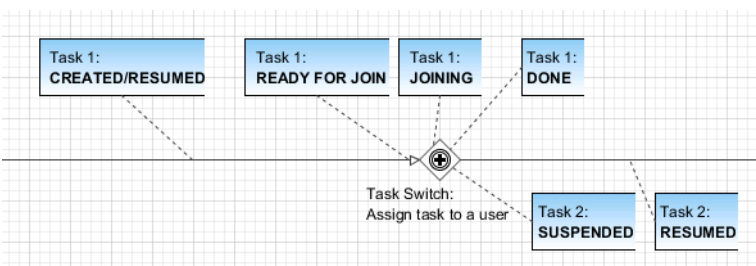 Task 1:
CREATED/RESUMED
Task 1:
READY FOR JOIN
Task 1:
JOINING
Task 1:
DONE
Task Switch:
Assign task to a user
Task 2:
SUSPENDED
Task 2:
RESUMED